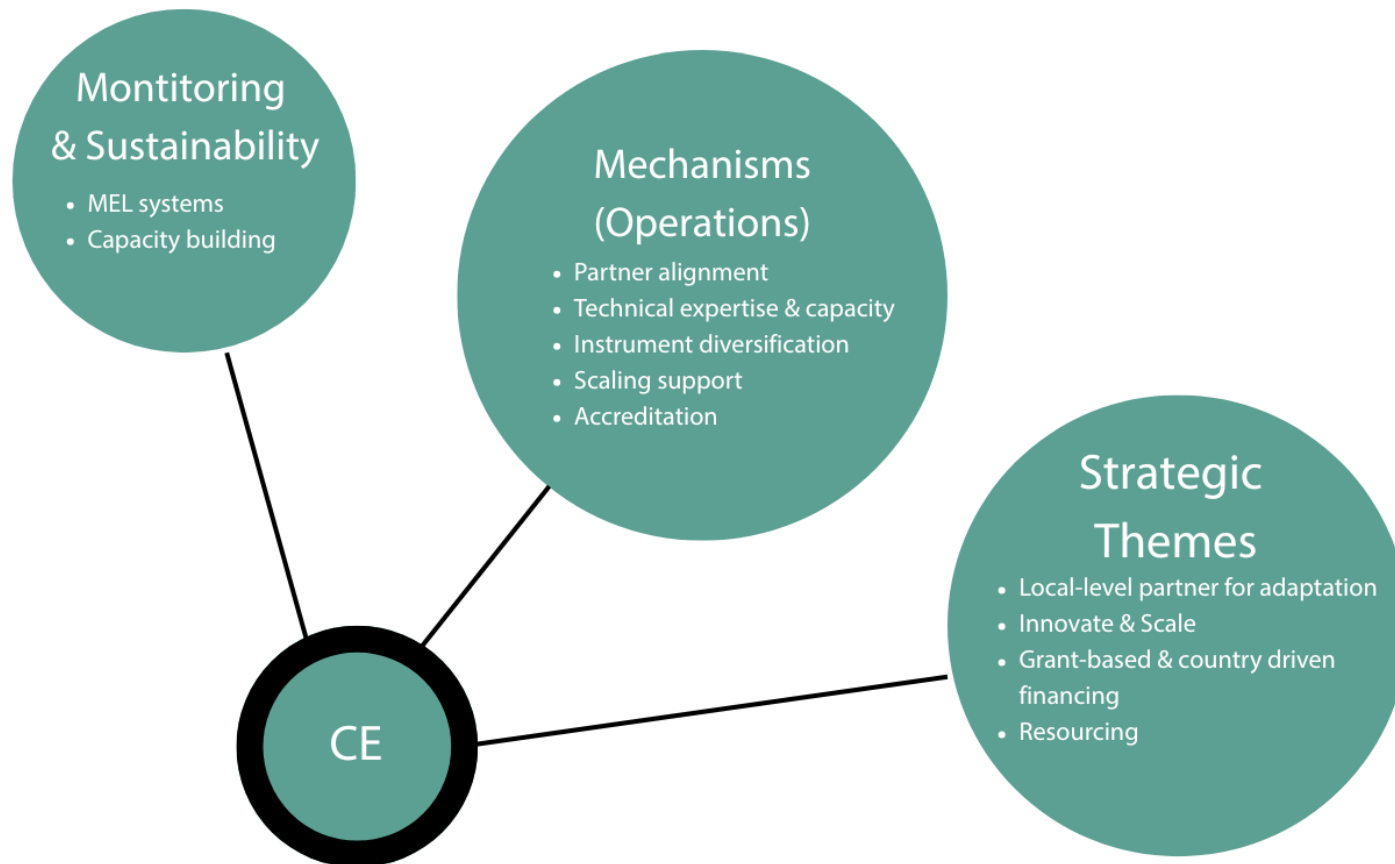 Montitoring
& Sustainability
• MEL systems
• Capacity building
Mechanisms
(Operations)
• Partner alignment
• Technical expertise & capacity
• Instrument diversification
• Scaling support
• Accreditation
Strategic
Themes
• Local-level partner for adaptation
• Innovate & Scale
• Grant-based & country driven
financing
• Resourcing
CE